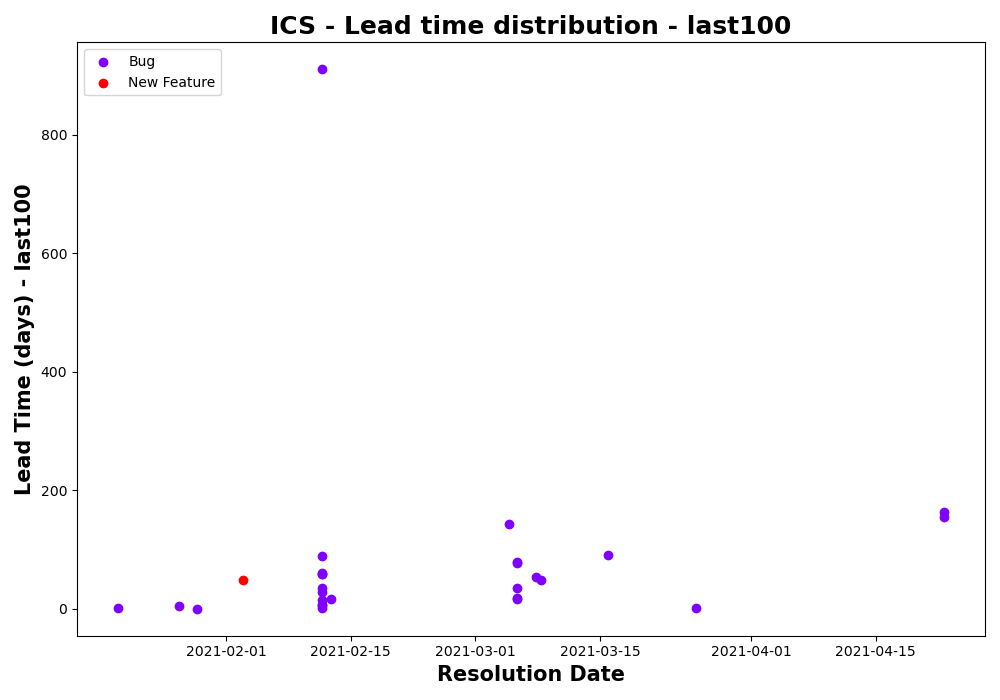 ICS - Lead time distribution - last100
Bug
New Feature
Lead Time (days) - last100
800
600
400
200
0
2021-02-01
2021-02-15
2021-03-01
2021-03-15
2021-04-01
2021-04-15
Resolution Date